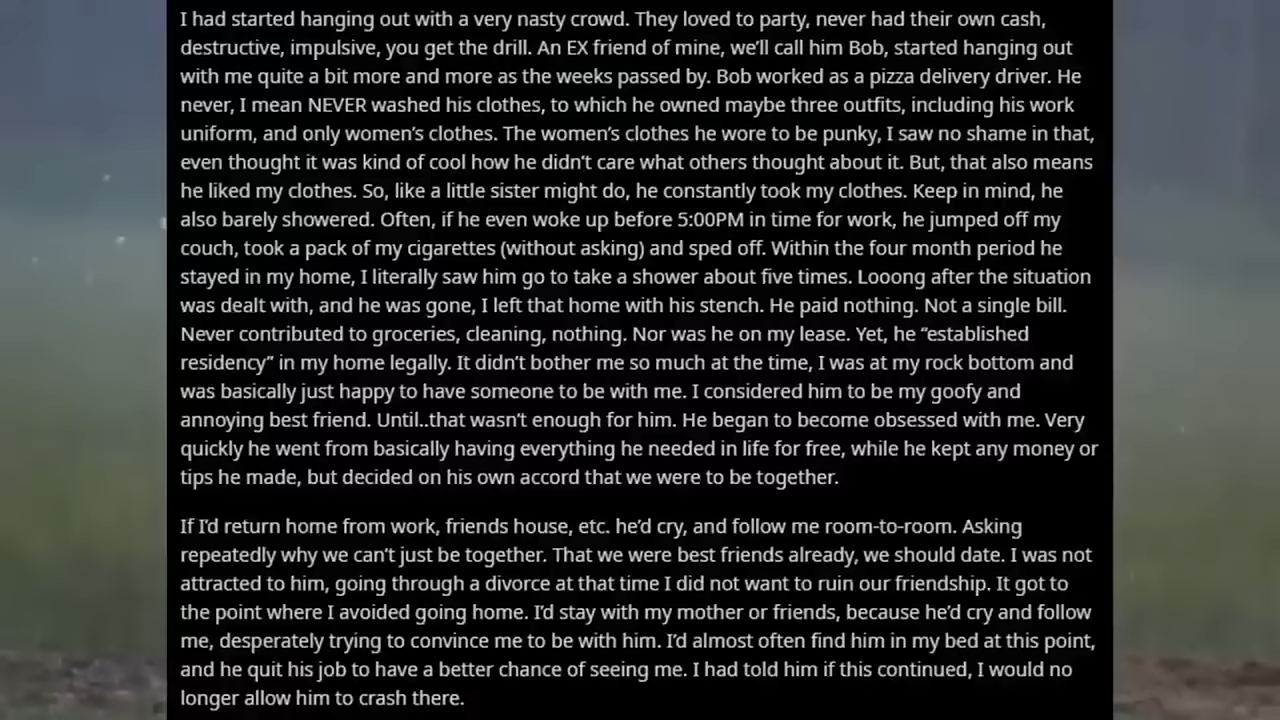 I had started hanging out with a very nasty crowd. They loved to party, never had their own cash,
destructive, impulsive, you get the drill. An EX friend of mine, we’ll call him Bob, started hanging out
with me quite a bit more and more as the weeks passed by. Bob worked as a pizza delivery driver. He
never, I mean NEVER washed his clothes, to which he owned maybe three outfits, including his work
uniform, and only women’s clothes. The women’s clothes he wore to be punky, I saw no shame in that,
even thought it was kind of cool how he didn’t care what others thought about it. But, that also means
he liked my clothes. So, like a little sister might do, he constantly took my clothes. Keep in mind, he
also barely showered. Often, if he even woke up before 5:00PM in time for work, he jumped off my
couch, took a pack of my cigarettes (without asking) and sped off. Within the four month period he
stayed in my home, I literally saw him go to take a shower about five times. Looong after the situation
was dealt with, and he was gone, I left that home with his stench. He paid nothing. Not a single bill.
Never contributed to groceries, cleaning, nothing. Nor was he on my lease. Yet, he “established
residency” in my home legally. It didn’t bother me so much at the time, I was at my rock bottom and
was basically just happy to have someone to be with me. I considered him to be my goofy and
annoying best friend. Until..that wasn’t enough for him. He began to become obsessed with me. Very
quickly he went from basically having everything he needed in life for free, while he kept any money or
tips he made, but decided on his own accord that we were to be together.
If I’d return home from work, friends house, etc. he’d cry, and follow me room-to-room. Asking
repeatedly why we can’t just be together. That we were best friends already, we should date. I was not
attracted to him, going through a divorce at that time I did not want to ruin our friendship. It got to
the point where I avoided going home. I’d stay with my mother or friends, because he’d cry and follow
me, desperately trying to convince me to be with him. I’d almost often find him in my bed at this point,
and he quit his job to have a better chance of seeing me. I had told him if this continued, I would no
longer allow him to crash there.